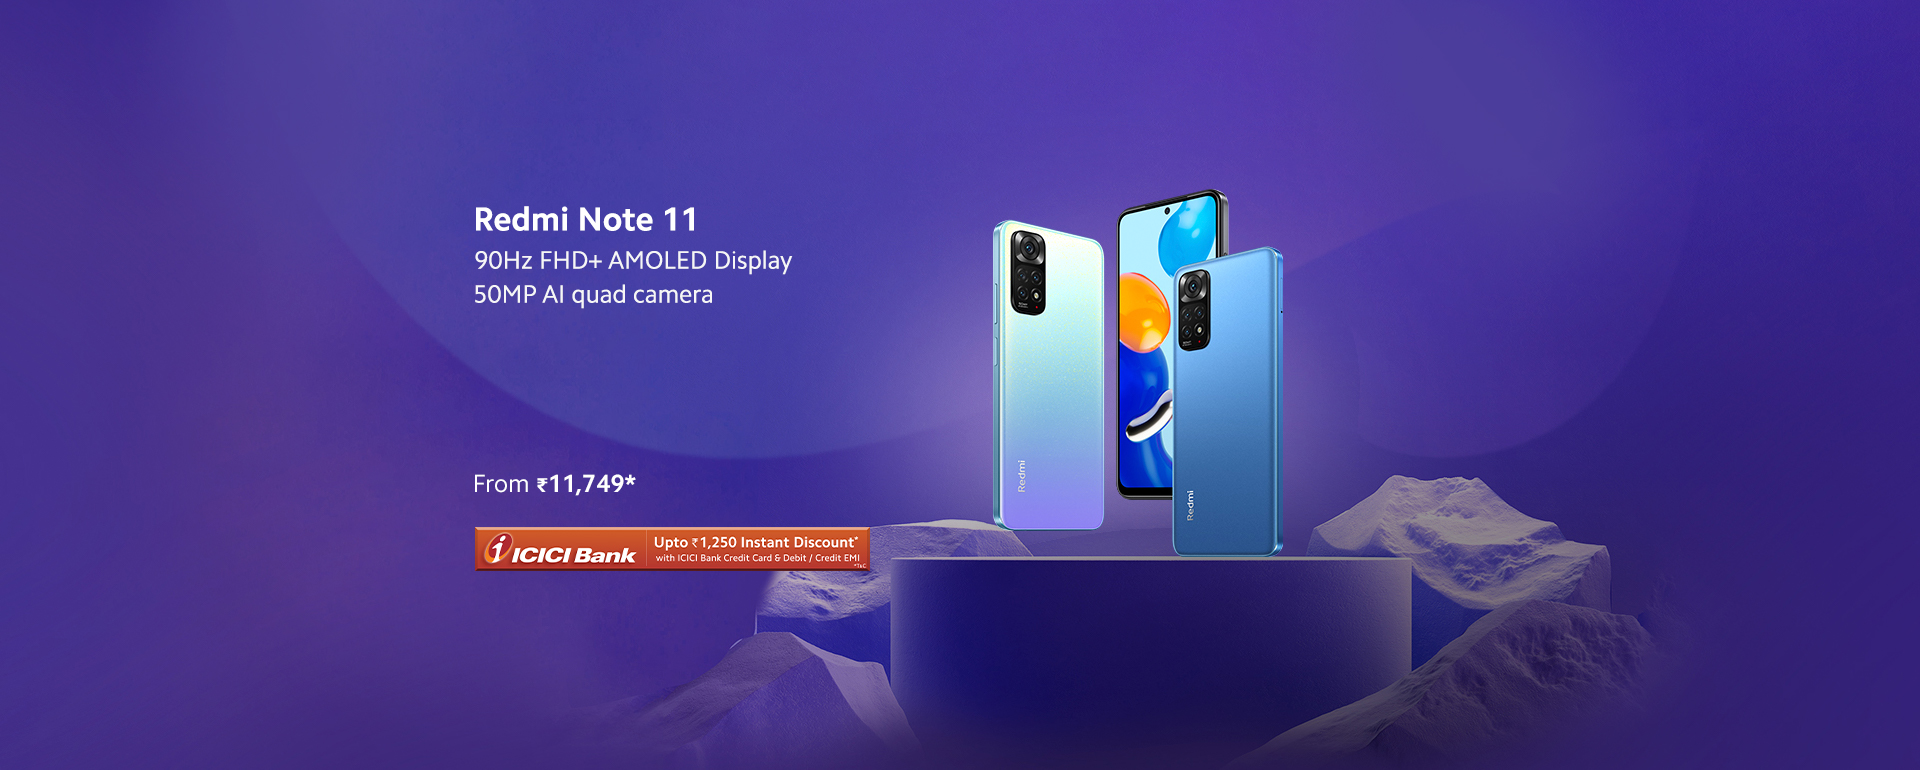 Redmi Note 11
90Hz FHD+ AMOLED Display
50MP AI quad camera
From ₹11,749*
ICICI Bank
Upto ₹1,250 Instant Discount*
with ICICI Bank Credit Card & Debit / Credit EMI
*T&C
Redmi
Redmi